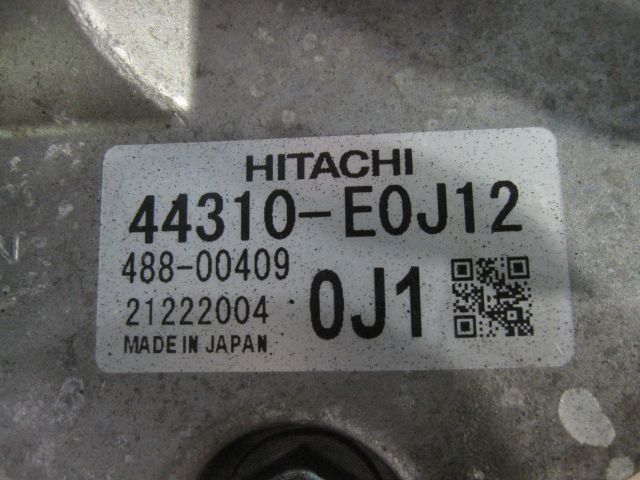 HITACHI
44310-E0J12
488-00409
21222004
0J1
MADE IN JAPAN